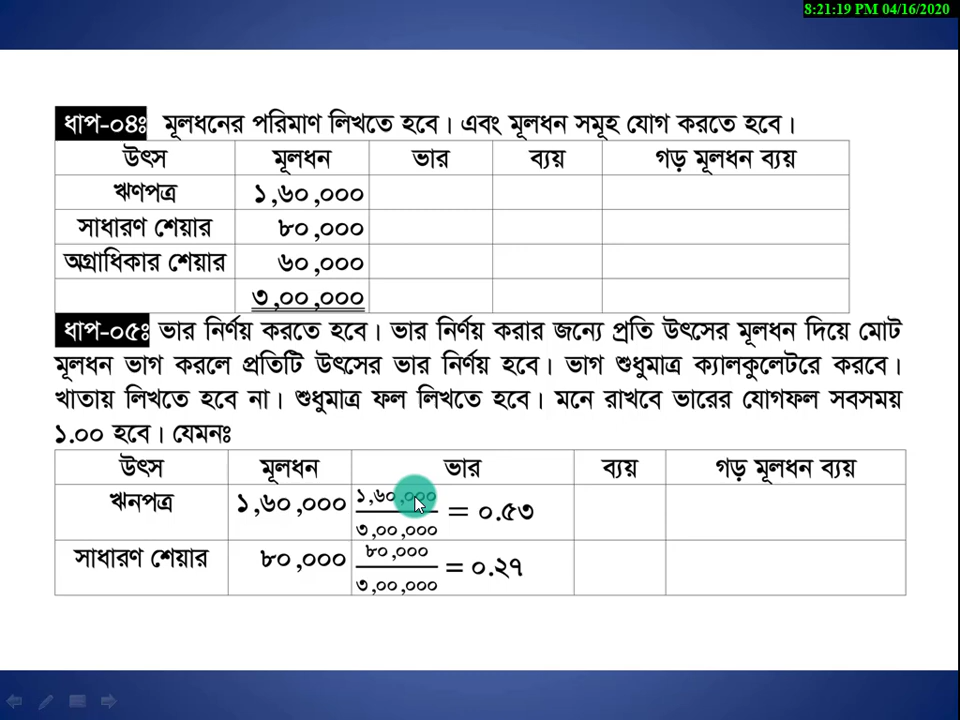 8:21:19 PM 04/16/2020
ধাপ-০৪ঃ মূলধনের পরিমাণ লিখতে হবে। এবং মূলধন সমূহ যোগ করতে হবে।
উৎস মূলধন ভার ব্যয় গড় মূলধন ব্যয়
ঋণপত্র ১,৬০,০০০
সাধারণ শেয়ার ৮০,০০০
অগ্রাধিকার শেয়ার ৬০,০০০
৩,০০,০০০
ধাপ-০৫ঃ ভার নির্ণয় করতে হবে। ভার নির্ণয় করার জন্যে প্রতি উৎসের মূলধন দিয়ে মোট
মূলধন ভাগ করলে প্রতিটি উৎসের ভার নির্ণয় হবে। ভাগ শুধুমাত্র ক্যালকুলেটরে করবে।
খাতায় লিখতে হবে না। শুধুমাত্র ফল লিখতে হবে। মনে রাখবে ভারের যোগফল সবসময়
১.০০ হবে। যেমনঃ
উৎস মূলধন ভার ব্যয় গড় মূলধন ব্যয়
ঋনপত্র ১,৬০,০০০ ১,৬০,০০০/৩,০০,০০০ = ০.৫৩
সাধারণ শেয়ার ৮০,০০০ ৮০,০০০/৩,০০,০০০ = ০.২৭